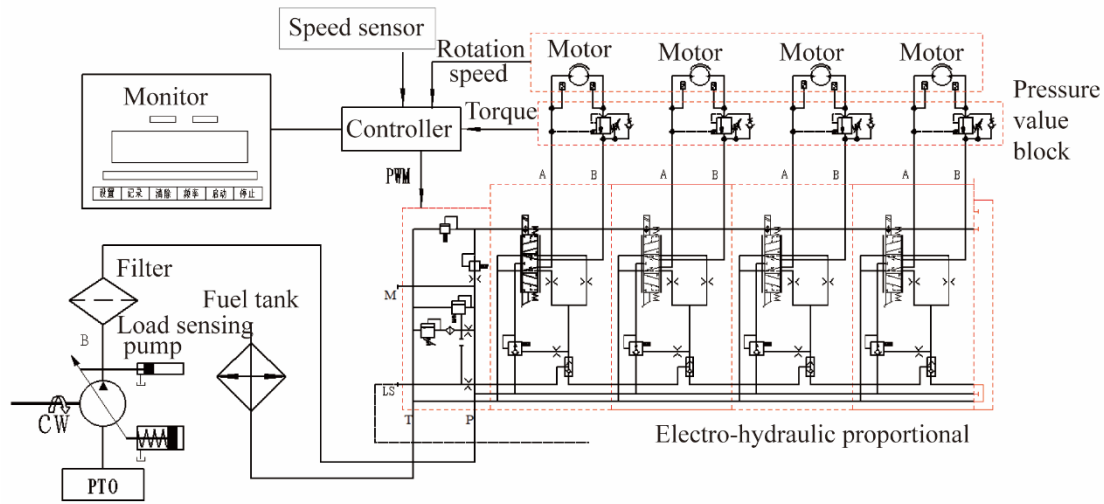 Speed sensor
Rotation
speed
Motor
Motor
Motor
Motor
Monitor
Controller
Torque
Pressure
value
block
设置 记录 清除 频率 启动 停止
PWM
A
B
A
B
A
B
A
B
Filter
Fuel tank
M
B
Load sensing
pump
LS
CW
T
P
Electro-hydraulic proportional
PTO